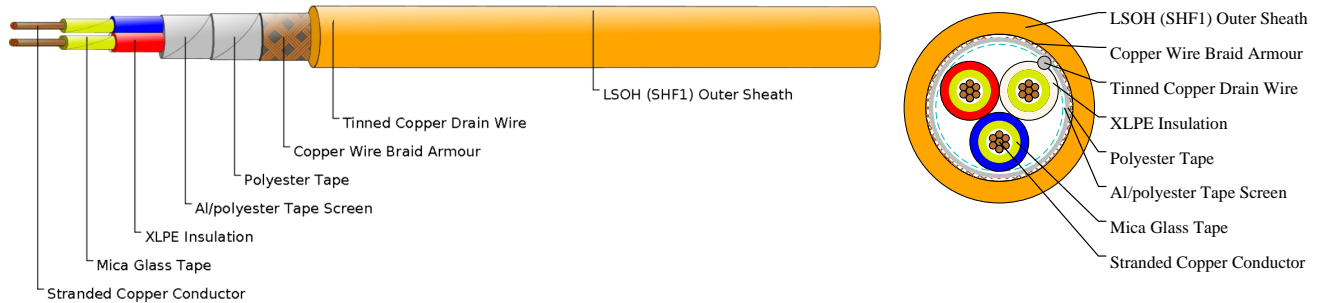 LSOH (SHF1) Outer Sheath
Tinned Copper Drain Wire
Copper Wire Braid Armour
Polyester Tape
Al/polyester Tape Screen
XLPE Insulation
Mica Glass Tape
Stranded Copper Conductor
LSOH (SHF1) Outer Sheath
Copper Wire Braid Armour
Tinned Copper Drain Wire
XLPE Insulation
Polyester Tape
Al/polyester Tape Screen
Mica Glass Tape
Stranded Copper Conductor